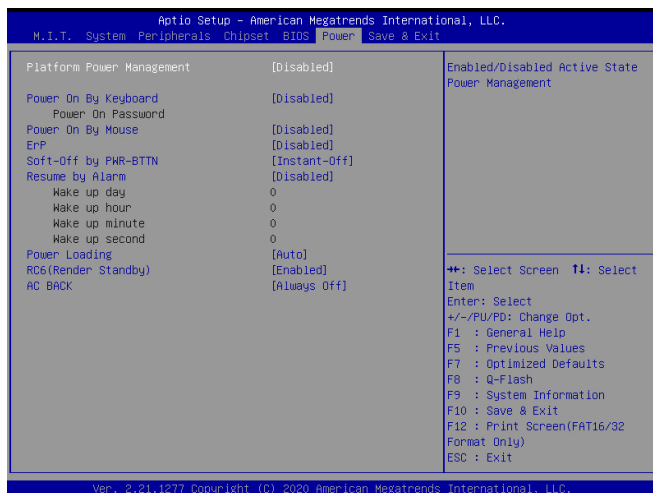 Aptio Setup - American Megatrends International, LLC.
M.I.T. System Peripherals Chipset BIOS Power Save & Exit
Platform Power Management [Disabled]
Power On By Keyboard [Disabled]
Power On Password
Power On By Mouse [Disabled]
ErP [Disabled]
Soft-Off by PWR-BTTN [Instant-Off]
Resume by Alarm [Disabled]
Wake up day 0
Wake up hour 0
Wake up minute 0
Wake up second 0
Power Loading [Auto]
RC6(Render Standby) [Enabled]
AC BACK [Always Off]
Enabled/Disabled Active State
Power Management
→←: Select Screen ↑↓: Select
Item
Enter: Select
+/-/PU/PD: Change Opt.
F1 : General Help
F5 : Previous Values
F7 : Optimized Defaults
F8 : Q-Flash
F9 : System Information
F10 : Save & Exit
F12 : Print Screen(FAT16/32
Format Only)
ESC : Exit
Ver. 2.21.1277 Copyright (C) 2020 American Megatrends International, LLC.